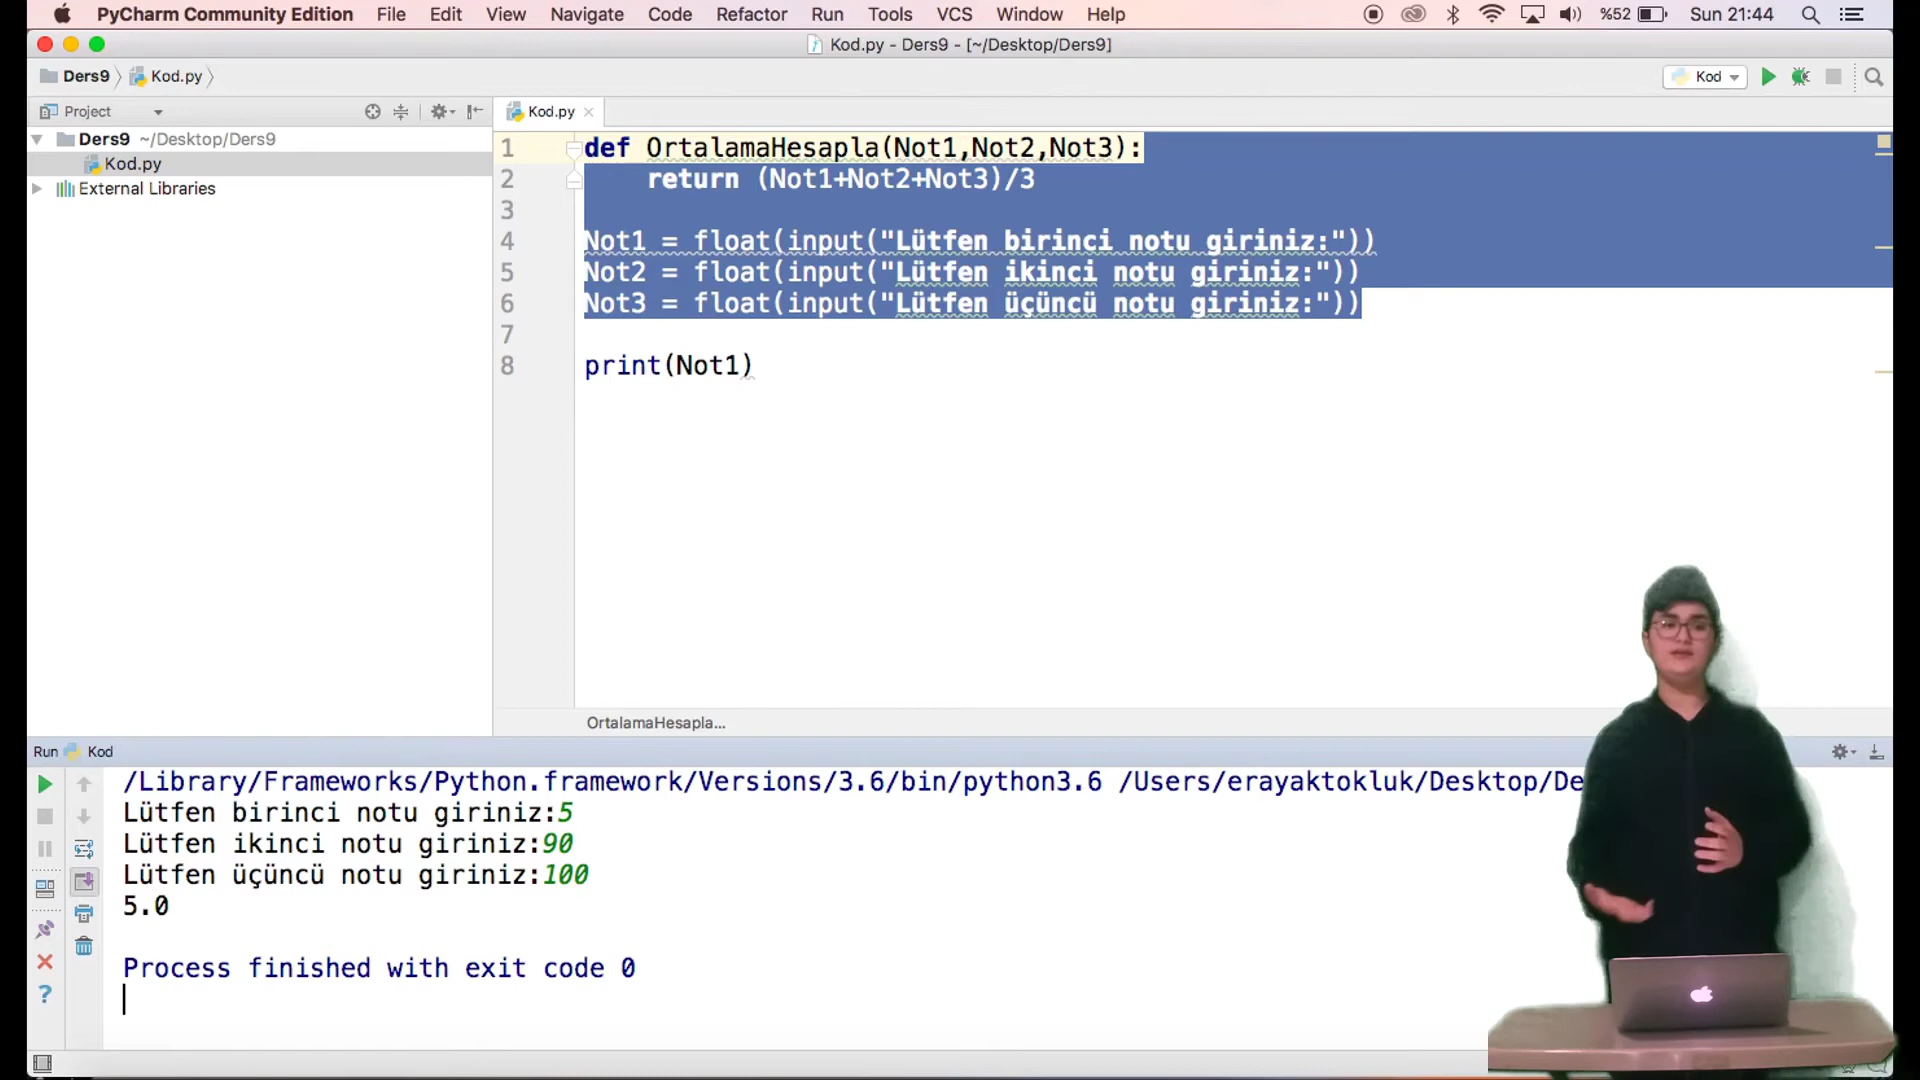 PyCharm Community Edition File Edit View Navigate Code Refactor Run Tools VCS Window Help %52 Sun 21:44
Kod.py - Ders9 - [~/Desktop/Ders9]
Ders9 Kod.py Kod
Project Kod.py
Ders9 ~/Desktop/Ders9
Kod.py
External Libraries
1 def OrtalamaHesapla(Not1,Not2,Not3):
2 return (Not1+Not2+Not3)/3
3
4 Not1 = float(input("Lütfen birinci notu giriniz:"))
5 Not2 = float(input("Lütfen ikinci notu giriniz:"))
6 Not3 = float(input("Lütfen üçüncü notu giriniz:"))
7
8 print(Not1)
OrtalamaHesapla...
Run Kod
/Library/Frameworks/Python.framework/Versions/3.6/bin/python3.6 /Users/erayaktokluk/Desktop/De
Lütfen birinci notu giriniz:5
Lütfen ikinci notu giriniz:90
Lütfen üçüncü notu giriniz:100
5.0
Process finished with exit code 0